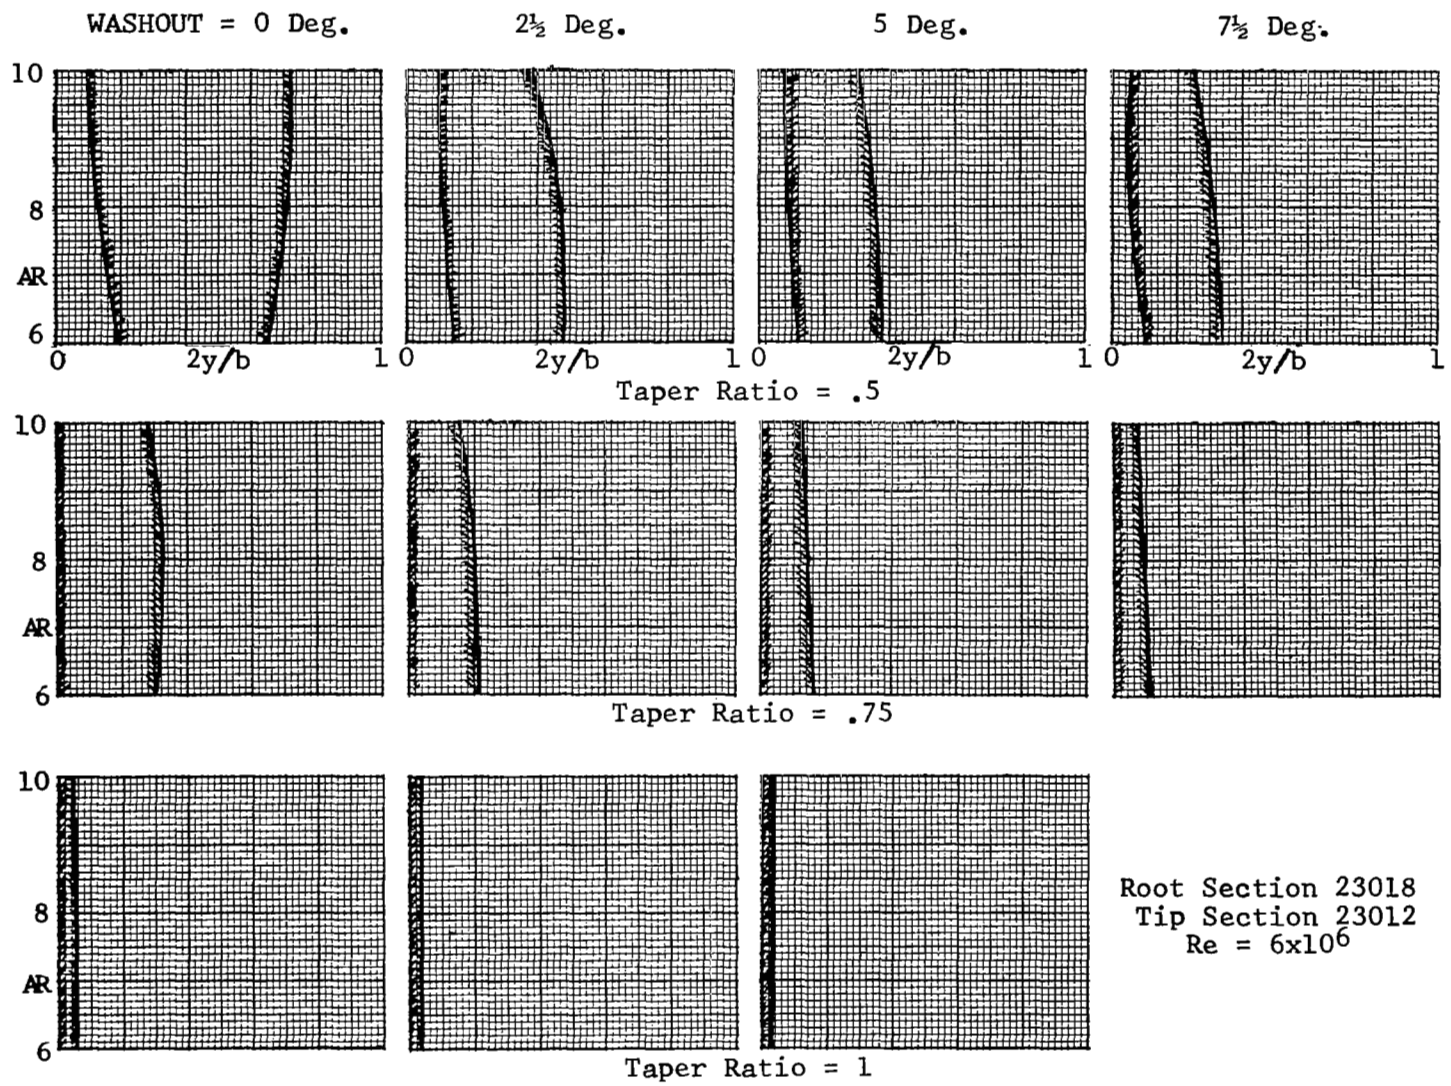 WASHOUT = 0 Deg. 2½ Deg. 5 Deg. 7½ Deg.
10
8
AR
6
0 2y/b 1 0 2y/b 1 0 2y/b 1 0 2y/b 1
Taper Ratio = .5
10
8
AR
6
Taper Ratio = .75
10
8
AR
6
Taper Ratio = 1
Root Section 23018
Tip Section 23012
Re = 6x10⁶